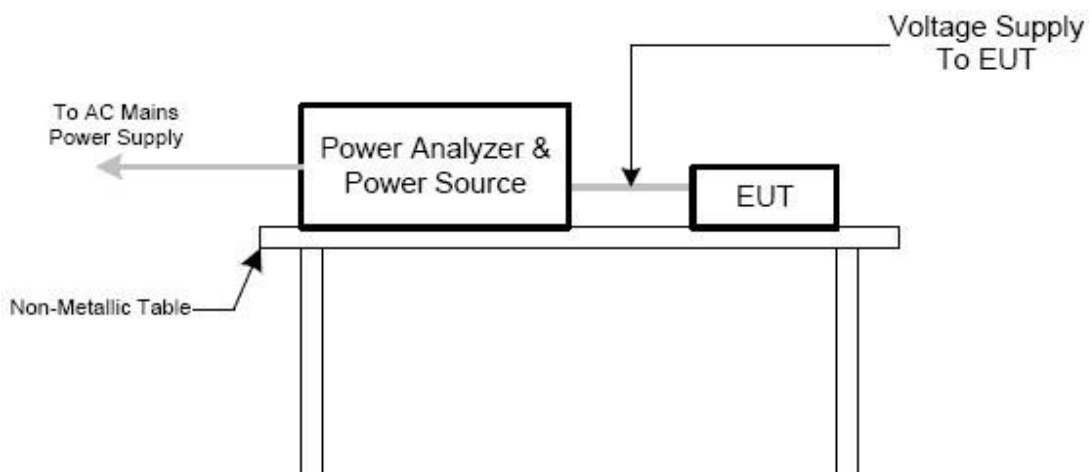 Voltage Supply
To EUT
To AC Mains
Power Supply
Power Analyzer &
Power Source
EUT
Non-Metallic Table